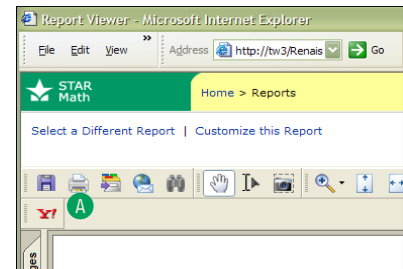 Report Viewer - Microsoft Internet Explorer
File Edit View » Address http://tw3/Renais Go
STAR
Math
Home > Reports
Select a Different Report | Customize this Report
Y! A